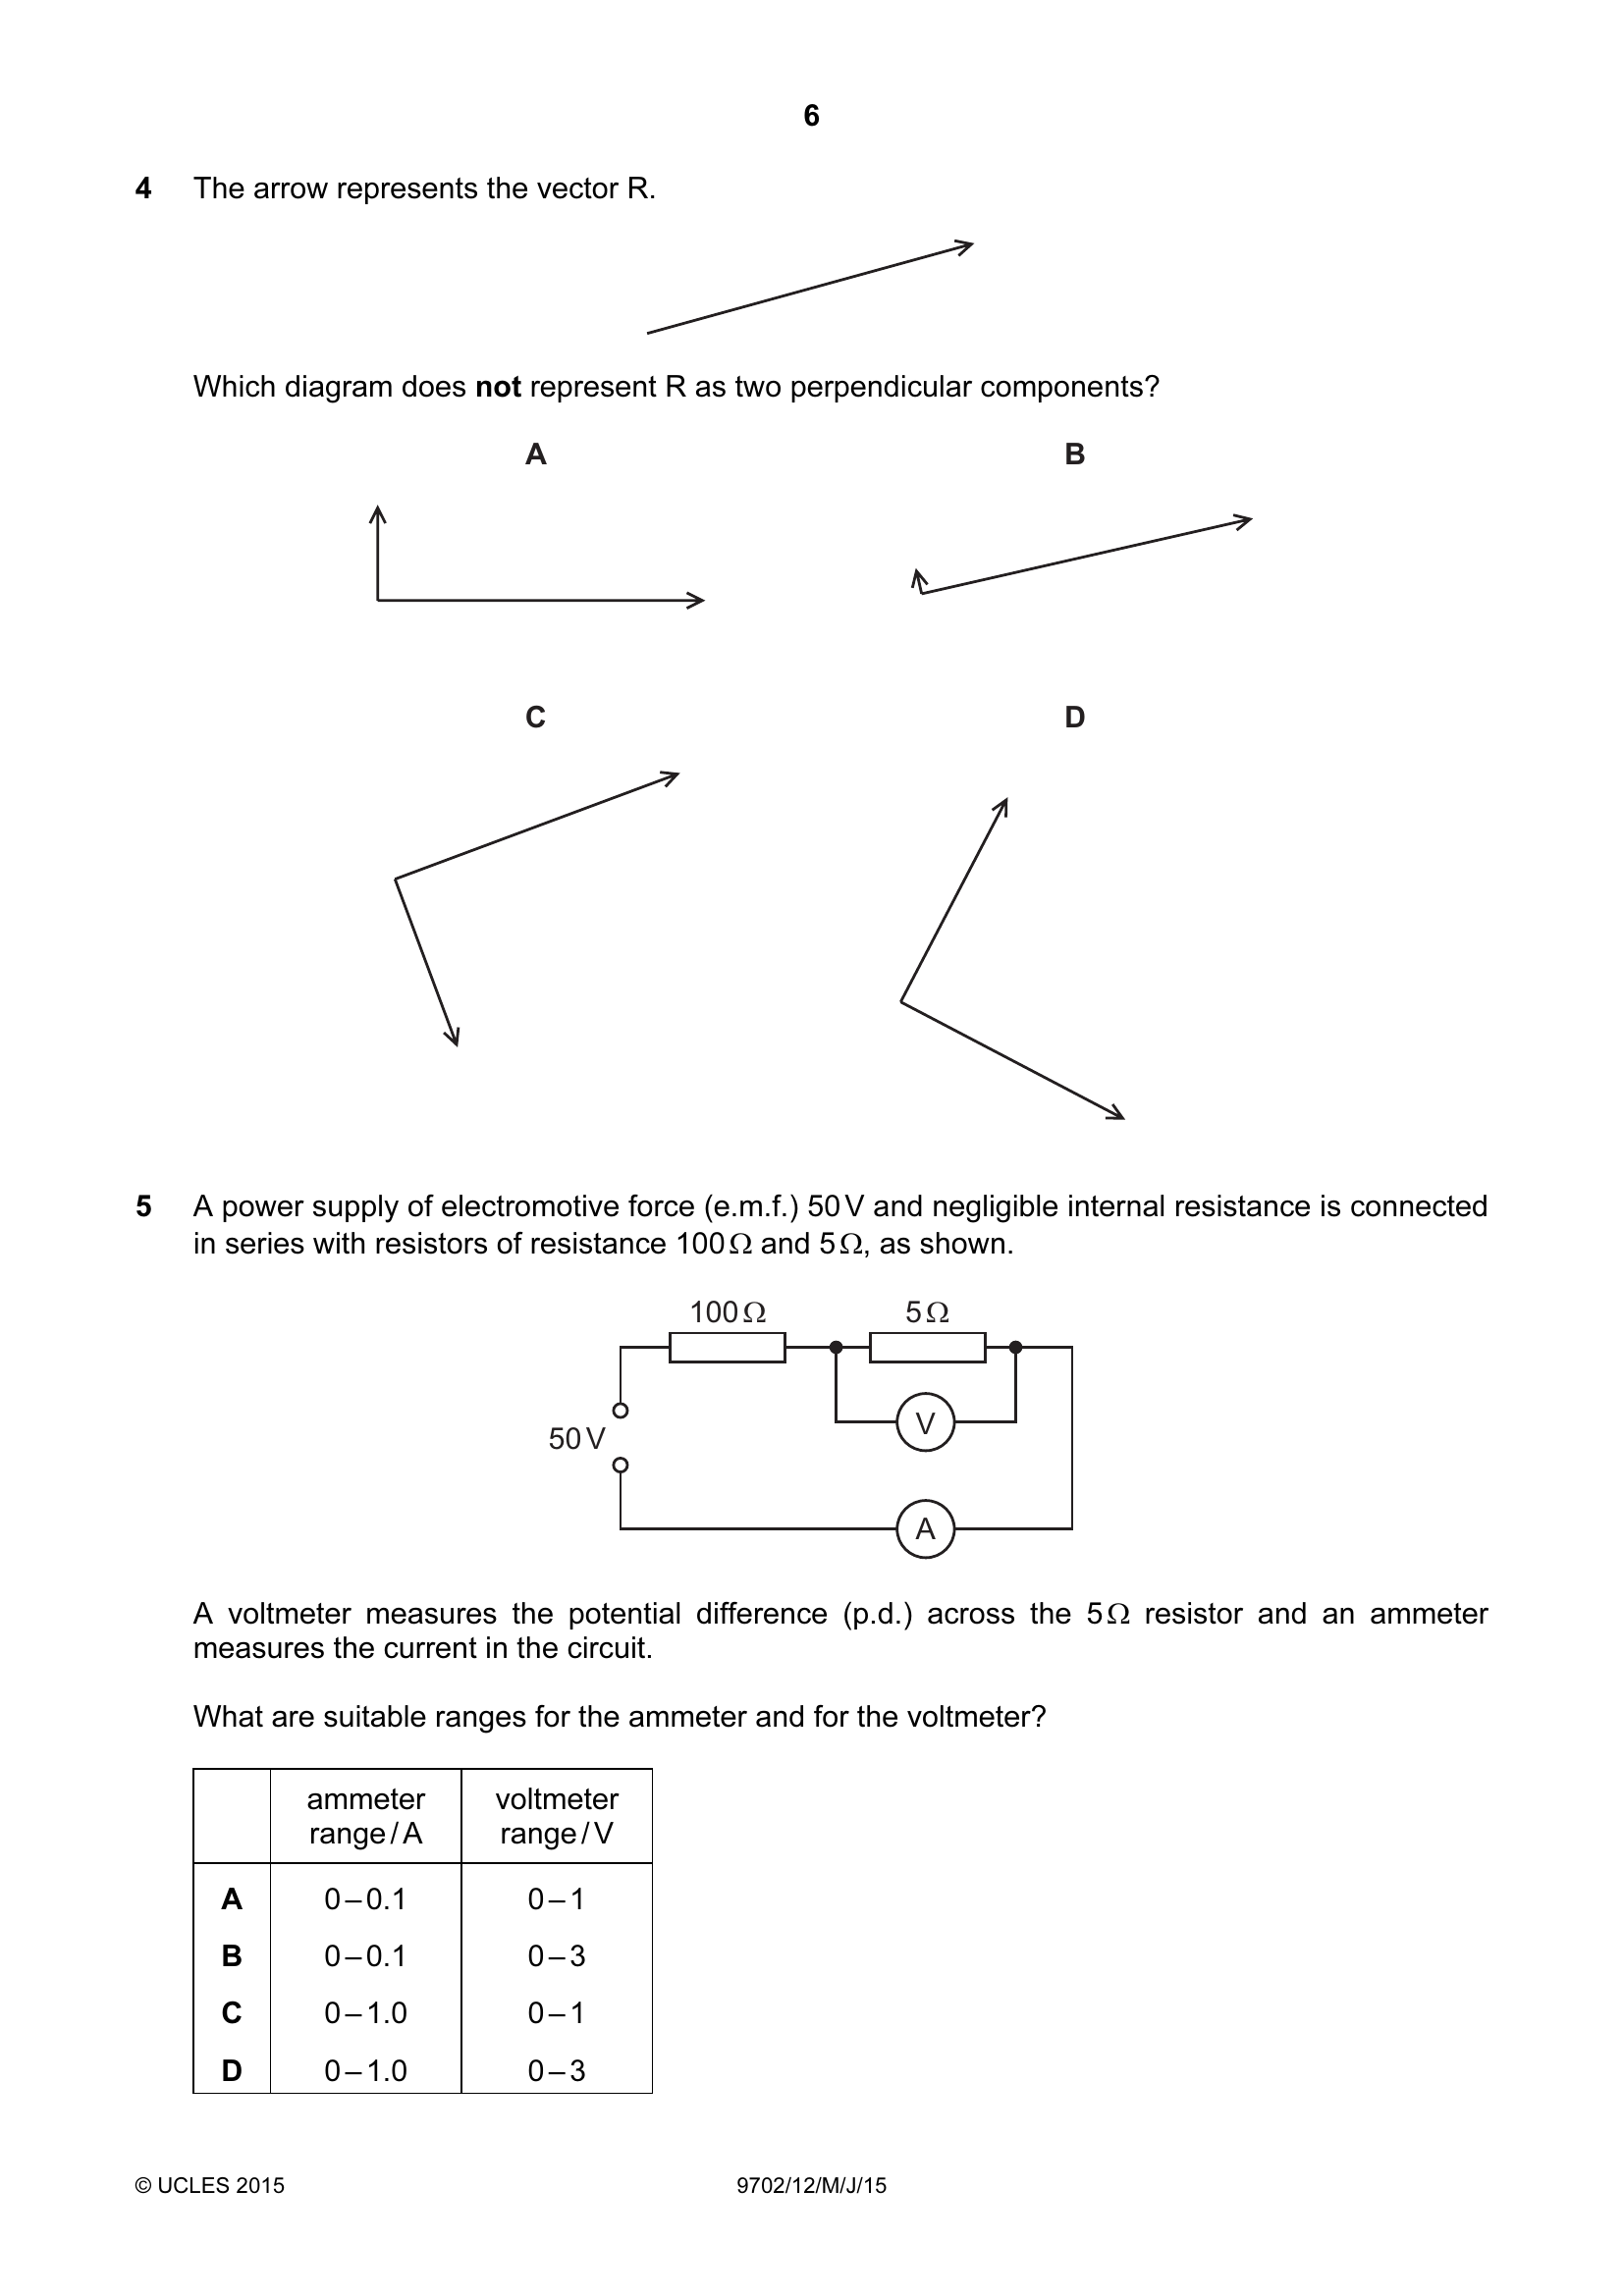 6
4 The arrow represents the vector R.
Which diagram does not represent R as two perpendicular components?
A B
C D
5 A power supply of electromotive force (e.m.f.) 50 V and negligible internal resistance is connected
in series with resistors of resistance 100 Ω and 5 Ω, as shown.
100 Ω 5 Ω
V
50 V
A
A voltmeter measures the potential difference (p.d.) across the 5 Ω resistor and an ammeter
measures the current in the circuit.
What are suitable ranges for the ammeter and for the voltmeter?
ammeter voltmeter
range / A range / V
A 0 – 0.1 0 – 1
B 0 – 0.1 0 – 3
C 0 – 1.0 0 – 1
D 0 – 1.0 0 – 3
© UCLES 2015 9702/12/M/J/15